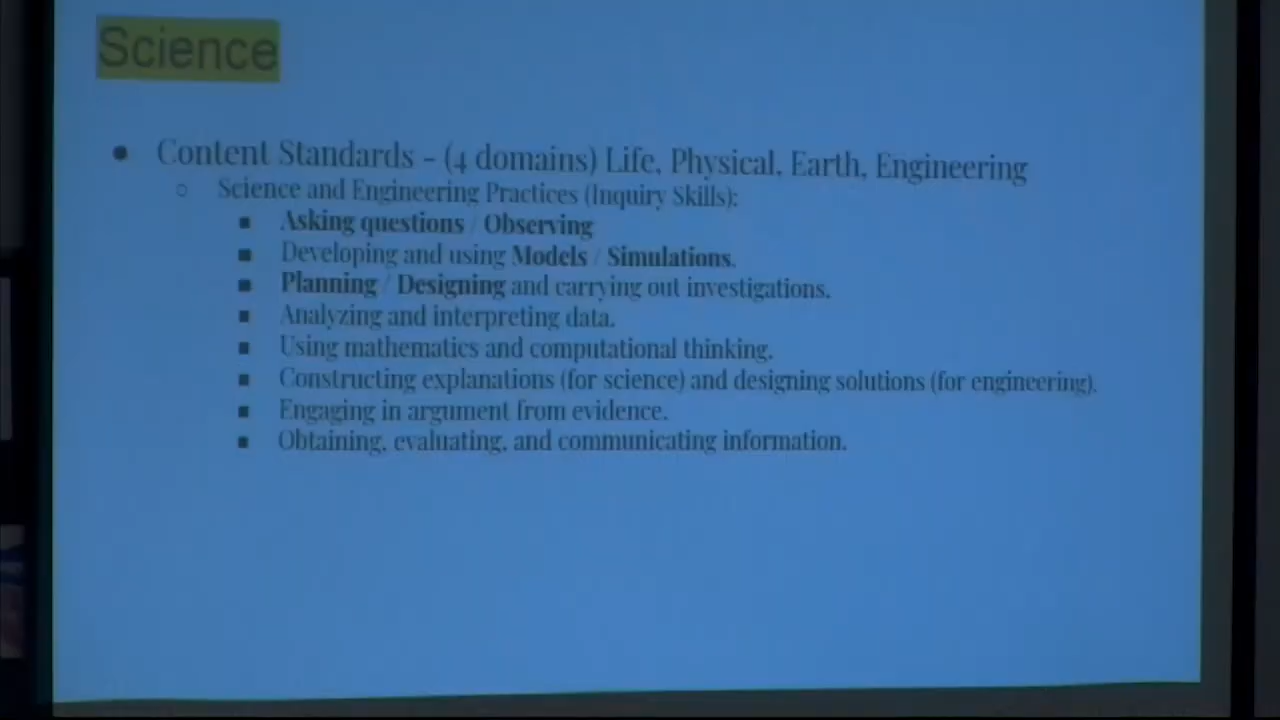 Science
● Content Standards - (4 domains) Life, Physical, Earth, Engineering
○ Science and Engineering Practices (Inquiry Skills):
■ Asking questions / Observing
■ Developing and using Models / Simulations.
■ Planning / Designing and carrying out investigations.
■ Analyzing and interpreting data.
■ Using mathematics and computational thinking.
■ Constructing explanations (for science) and designing solutions (for engineering).
■ Engaging in argument from evidence.
■ Obtaining, evaluating, and communicating information.